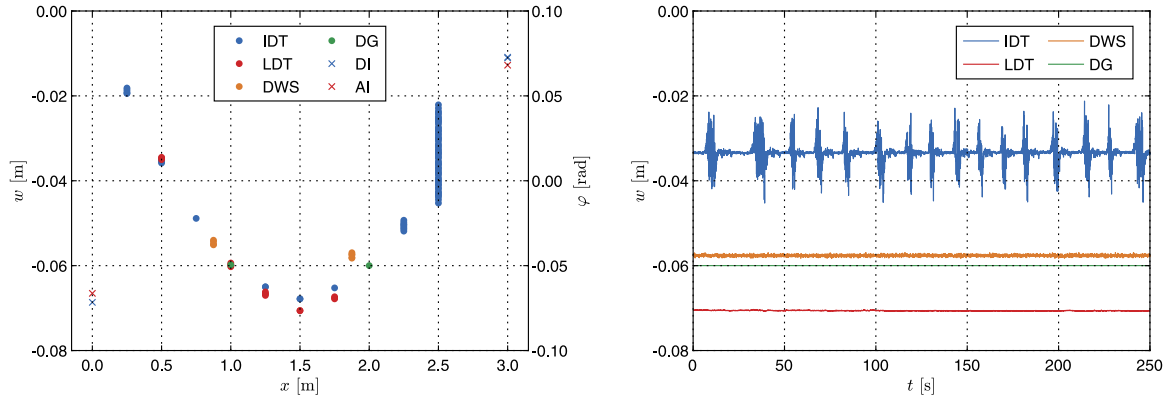 0.00
-0.02
-0.04
-0.06
-0.08
w [m]
0.0 0.5 1.0 1.5 2.0 2.5 3.0
x [m]
0.10
0.05
0.00
-0.05
-0.10
φ [rad]
IDT DG
LDT DI
DWS AI
0.00
-0.02
-0.04
-0.06
-0.08
w [m]
0 50 100 150 200 250
t [s]
IDT DWS
LDT DG